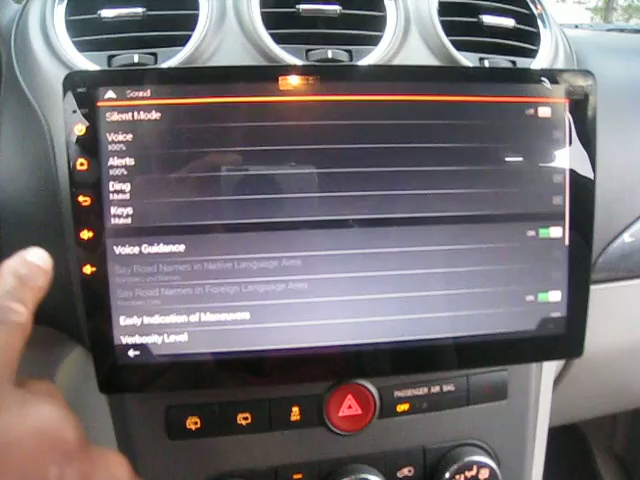 Sound
Silent Mode
Voice
100%
Alerts
100%
Ding
Muted
Keys
Muted
Voice Guidance
Say Road Names in Native Language Area
Say Road Names in Foreign Language Area
Early Indication of Maneuvers
Verbosity Level
PASSENGER AIR BAG
OFF